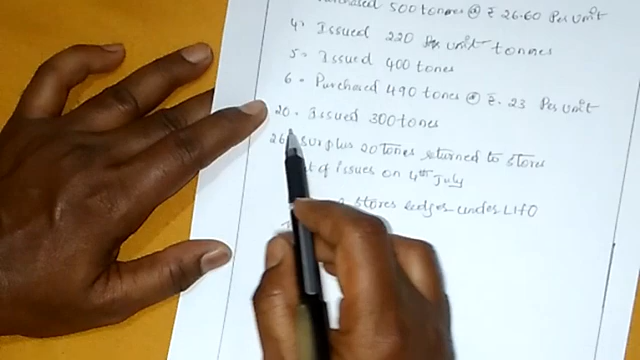 Purchased 500 tones @ ₹ 26.60 Per unit
4. Issued 220 unit tonnes
5. Issued 400 tones
6. Purchased 490 tones @ ₹. 23 Per unit
20. Issued 300 tones
26 surplus 20 Tones returned to stores
of issues on 4th July
stores ledger under LIFO